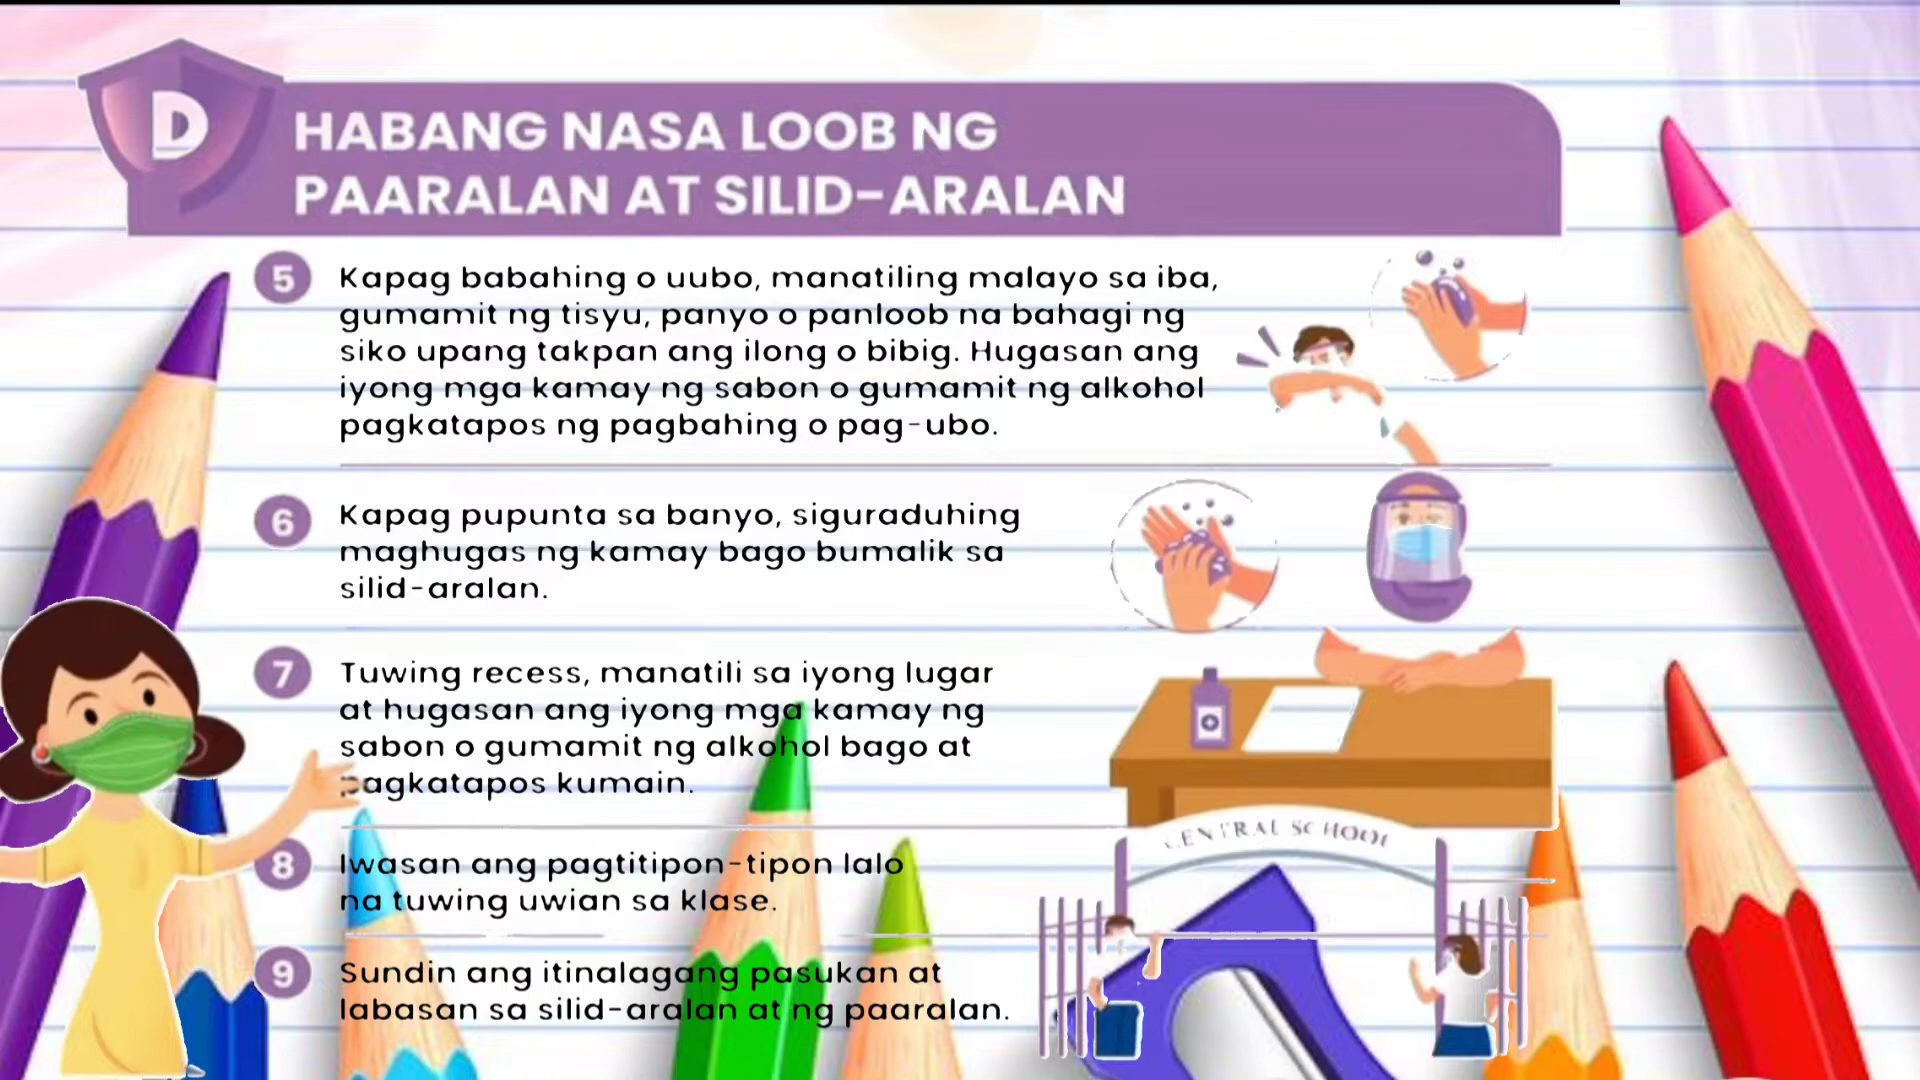 D
HABANG NASA LOOB NG
PAARALAN AT SILID-ARALAN
5
Kapag babahing o uubo, manatiling malayo sa iba,
gumamit ng tisyu, panyo o panloob na bahagi ng
siko upang takpan ang ilong o bibig. Hugasan ang
iyong mga kamay ng sabon o gumamit ng alkohol
pagkatapos ng pagbahing o pag-ubo.
6
Kapag pupunta sa banyo, siguraduhing
maghugas ng kamay bago bumalik sa
silid-aralan.
7
Tuwing recess, manatili sa iyong lugar
at hugasan ang iyong mga kamay ng
sabon o gumamit ng alkohol bago at
pagkatapos kumain.
8
Iwasan ang pagtitipon-tipon lalo
na tuwing uwian sa klase.
9
Sundin ang itinalagang pasukan at
labasan sa silid-aralan at ng paaralan.
CENTRAL SCHOOL